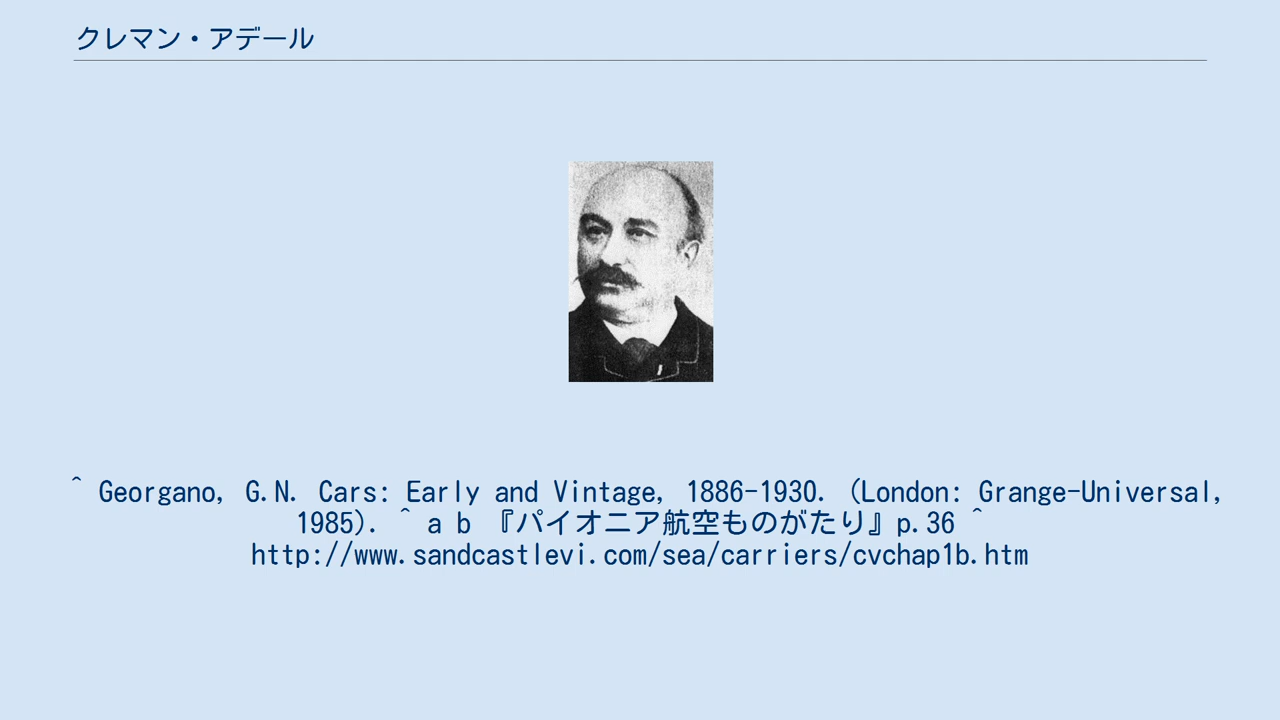 クレマン・アデール
^ Georgano, G.N. Cars: Early and Vintage, 1886-1930. (London: Grange-Universal,
1985). ^ a b 『パイオニア航空ものがたり』p.36 ^
http://www.sandcastlevi.com/sea/carriers/cvchap1b.htm